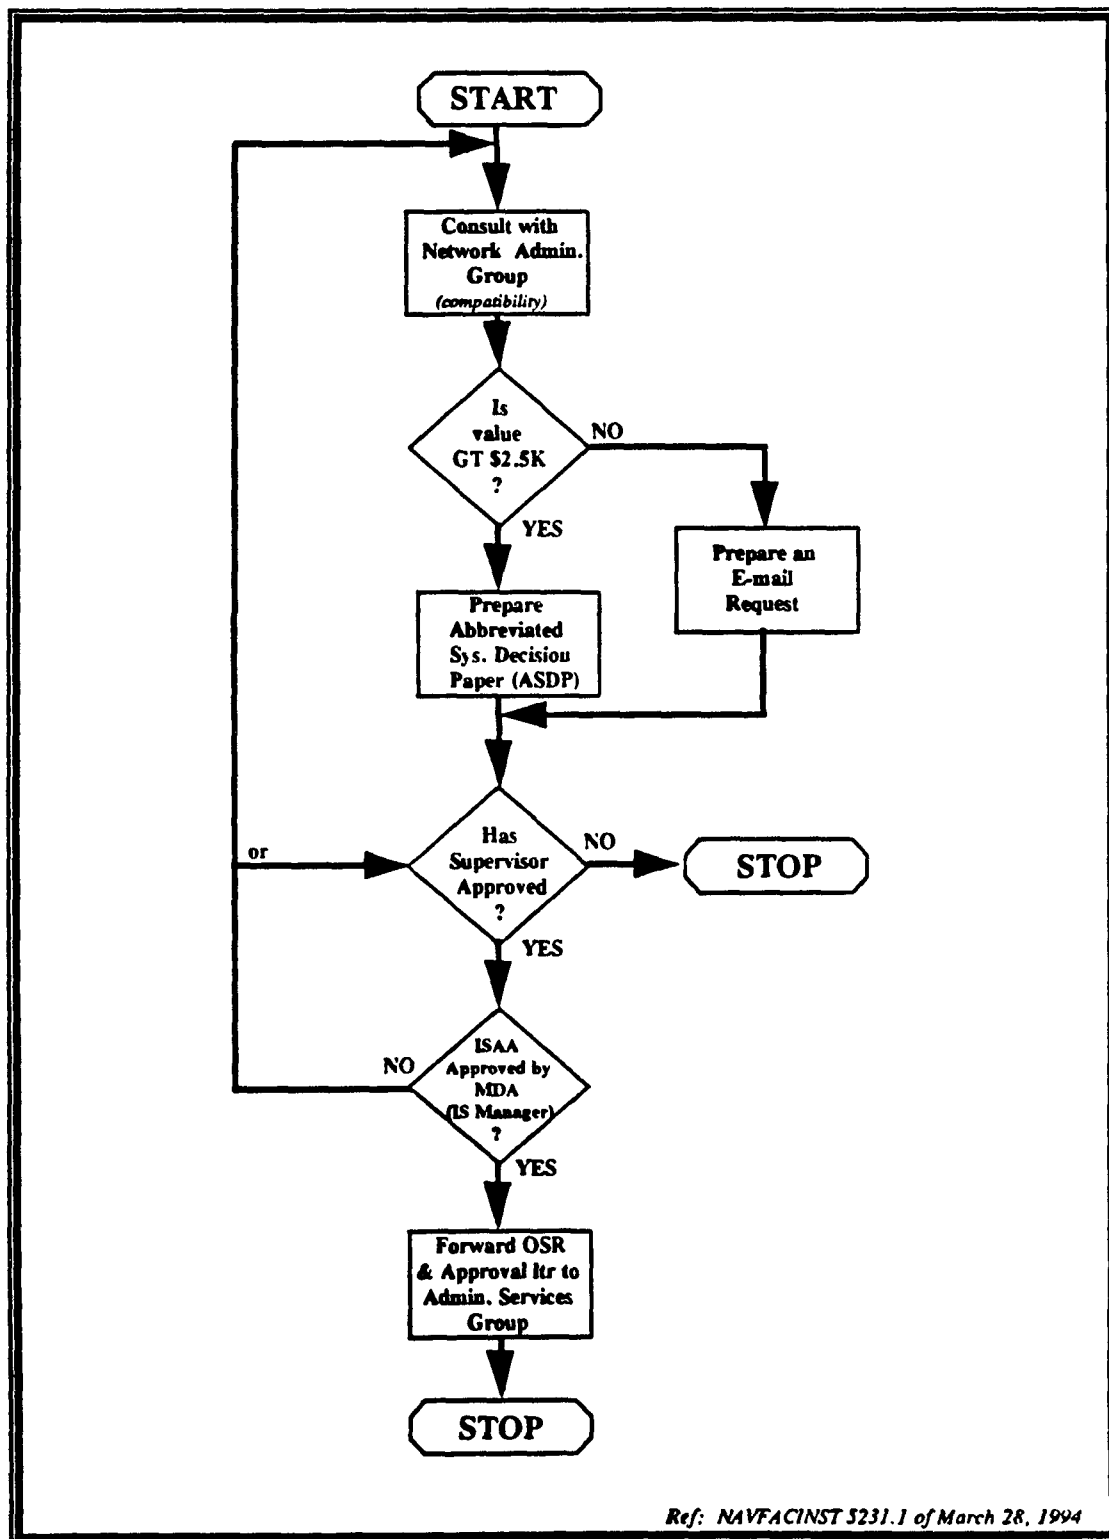 START
Consult with
Network Admin.
Group
(compatibility)
Is
value
GT $2.5K
?
NO
YES
Prepare an
E-mail
Request
Prepare
Abbreviated
Sys. Decision
Paper (ASDP)
or
Has
Supervisor
Approved
?
NO
STOP
YES
NO
ISAA
Approved by
MDA
(IS Manager)
?
YES
Forward OSR
& Approval ltr to
Admin. Services
Group
STOP
Ref: NAVFACINST 5231.1 of March 28, 1994